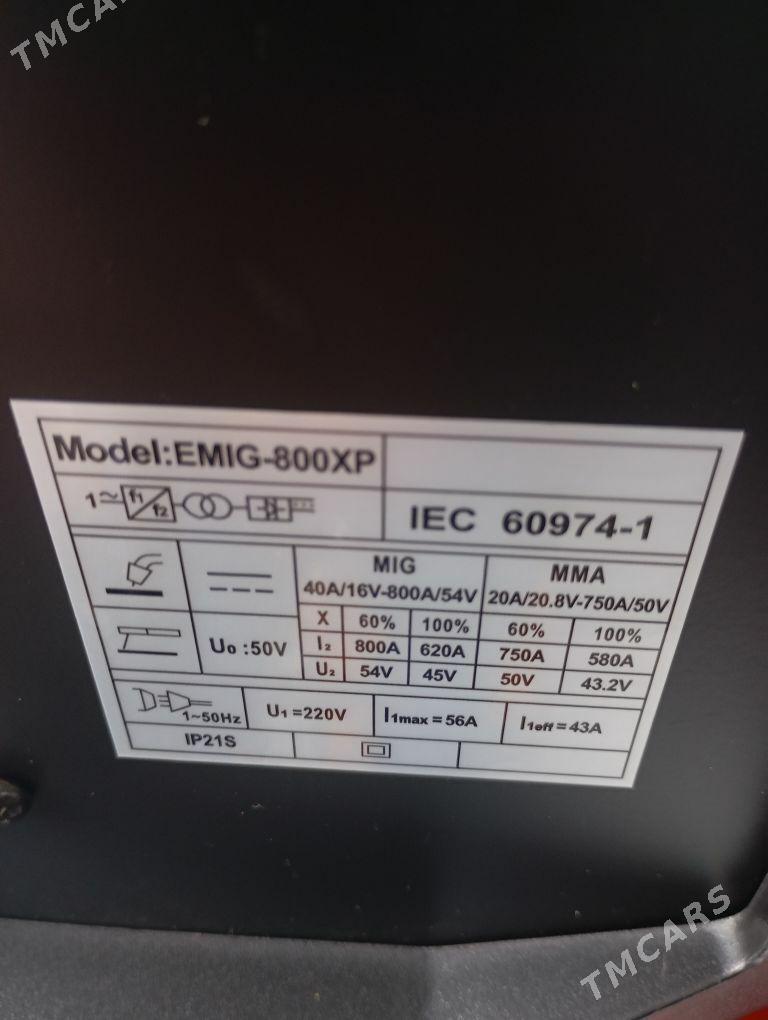 TMCARS
Model:EMIG-800XP
1~ f1 f2
IEC 60974-1
MIG
40A/16V-800A/54V
MMA
20A/20.8V-750A/50V
U₀ :50V
X 60% 100% 60% 100%
I₂ 800A 620A 750A 580A
U₂ 54V 45V 50V 43.2V
1~50Hz
U₁ =220V
I₁max = 56A
I₁eff = 43A
IP21S
TMCARS